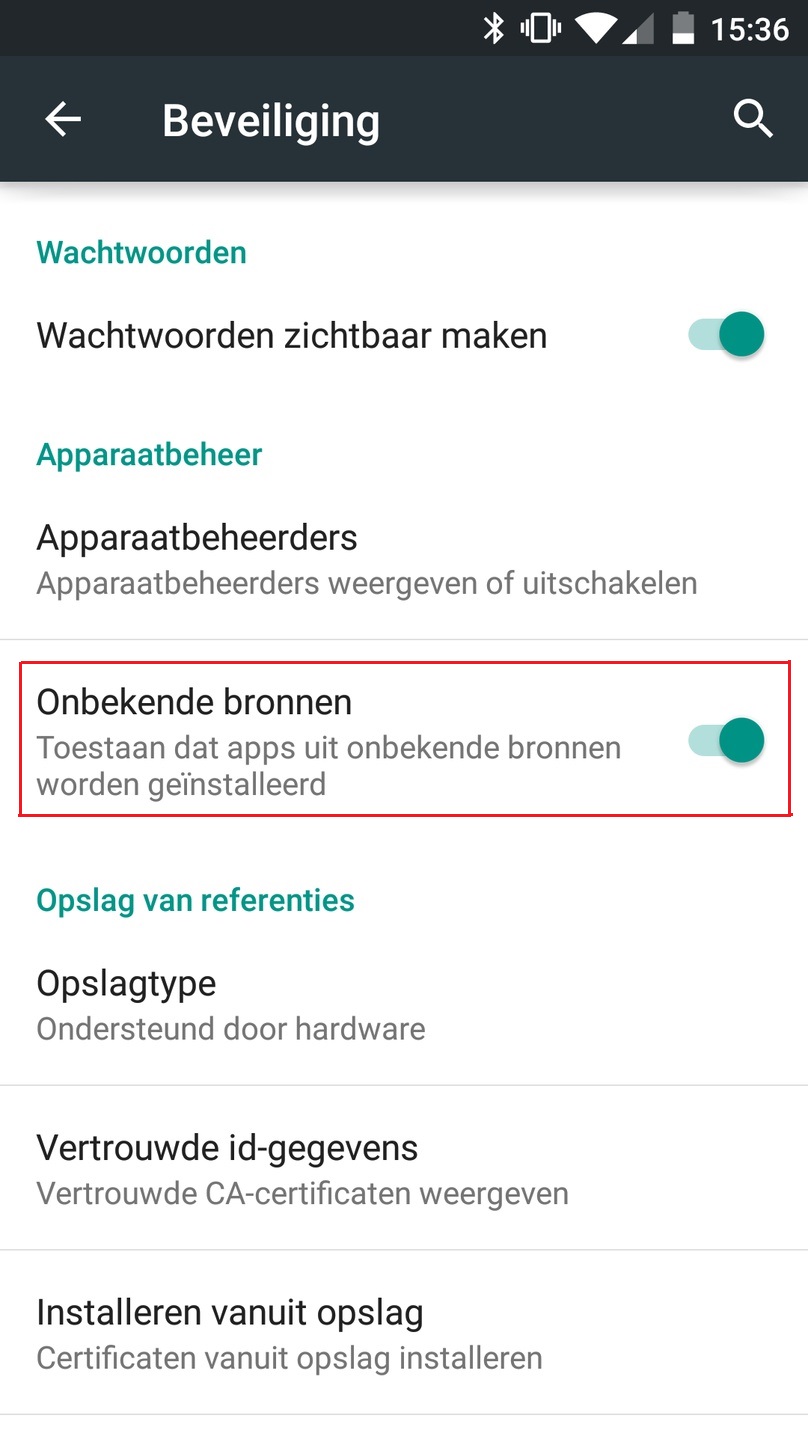 15:36
Beveiliging
Wachtwoorden
Wachtwoorden zichtbaar maken
Apparaatbeheer
Apparaatbeheerders
Apparaatbeheerders weergeven of uitschakelen
Onbekende bronnen
Toestaan dat apps uit onbekende bronnen
worden geïnstalleerd
Opslag van referenties
Opslagtype
Ondersteund door hardware
Vertrouwde id-gegevens
Vertrouwde CA-certificaten weergeven
Installeren vanuit opslag
Certificaten vanuit opslag installeren